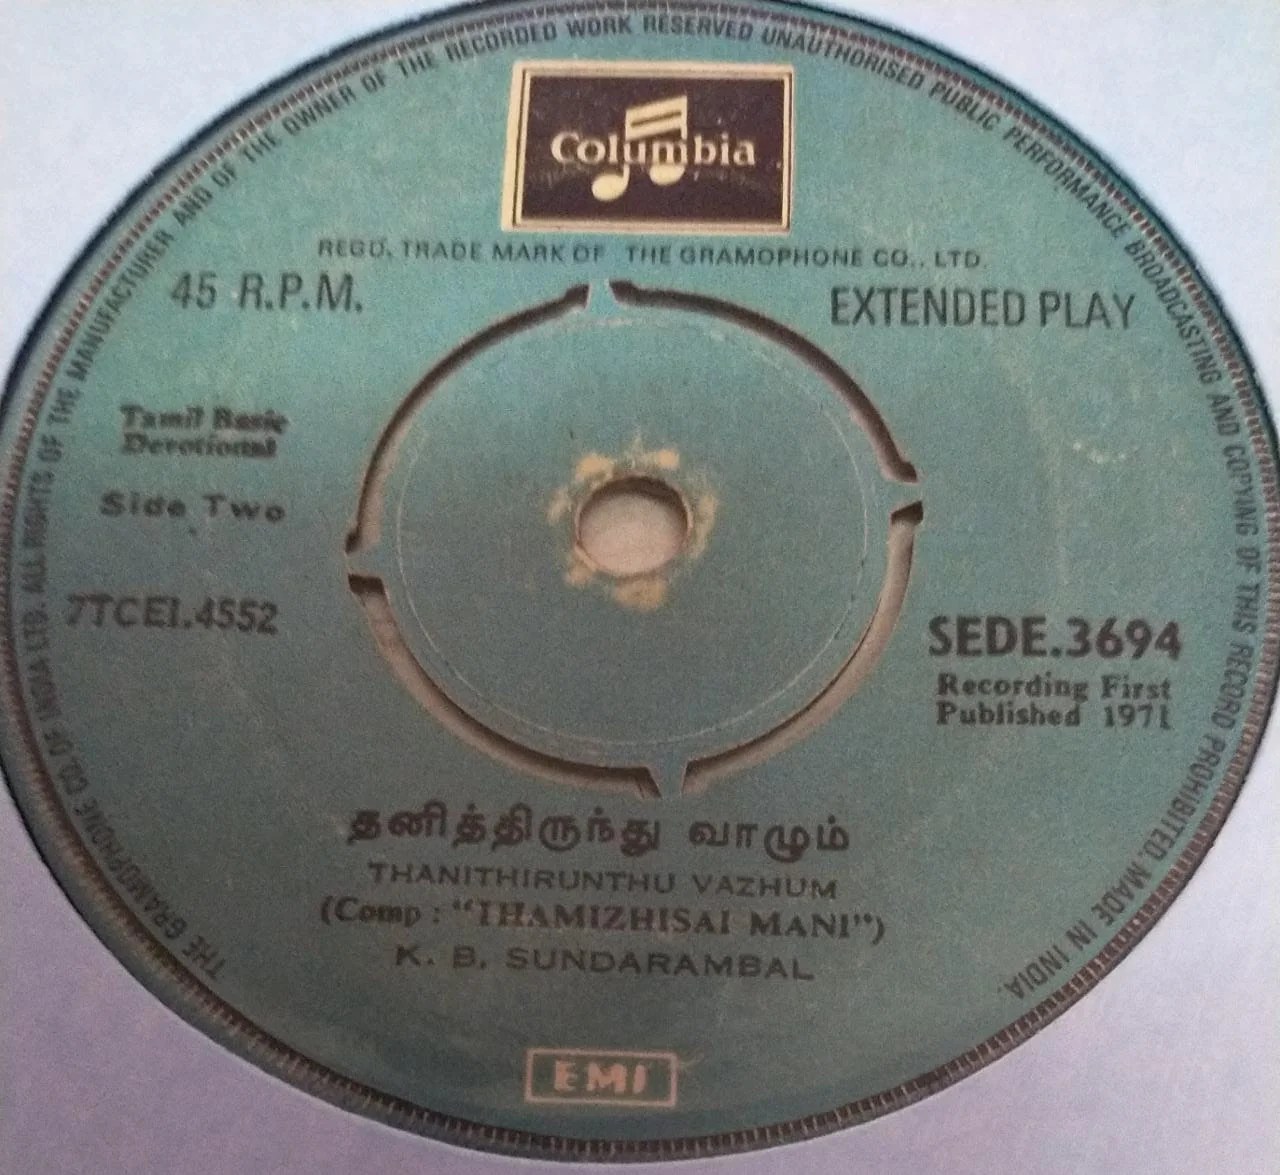 THE GRAMOPHONE CO. OF INDIA LTD. ALL RIGHTS OF THE MANUFACTURER AND OF THE OWNER OF THE RECORDED WORK RESERVED UNAUTHORISED PUBLIC PERFORMANCE BROADCASTING AND COPYING OF THIS RECORD PROHIBITED. MADE IN INDIA.
Columbia
REGD. TRADE MARK OF THE GRAMOPHONE CO., LTD.
45 R.P.M.
EXTENDED PLAY
Tamil Basic
Devotional
Side Two
7TCEI.4552
SEDE.3694
Recording First
Published 1971
தனித்திருந்து வாழும்
THANITHIRUNTHU VAZHUM
(Comp : "THAMIZHISAI MANI")
K. B. SUNDARAMBAL
EMI